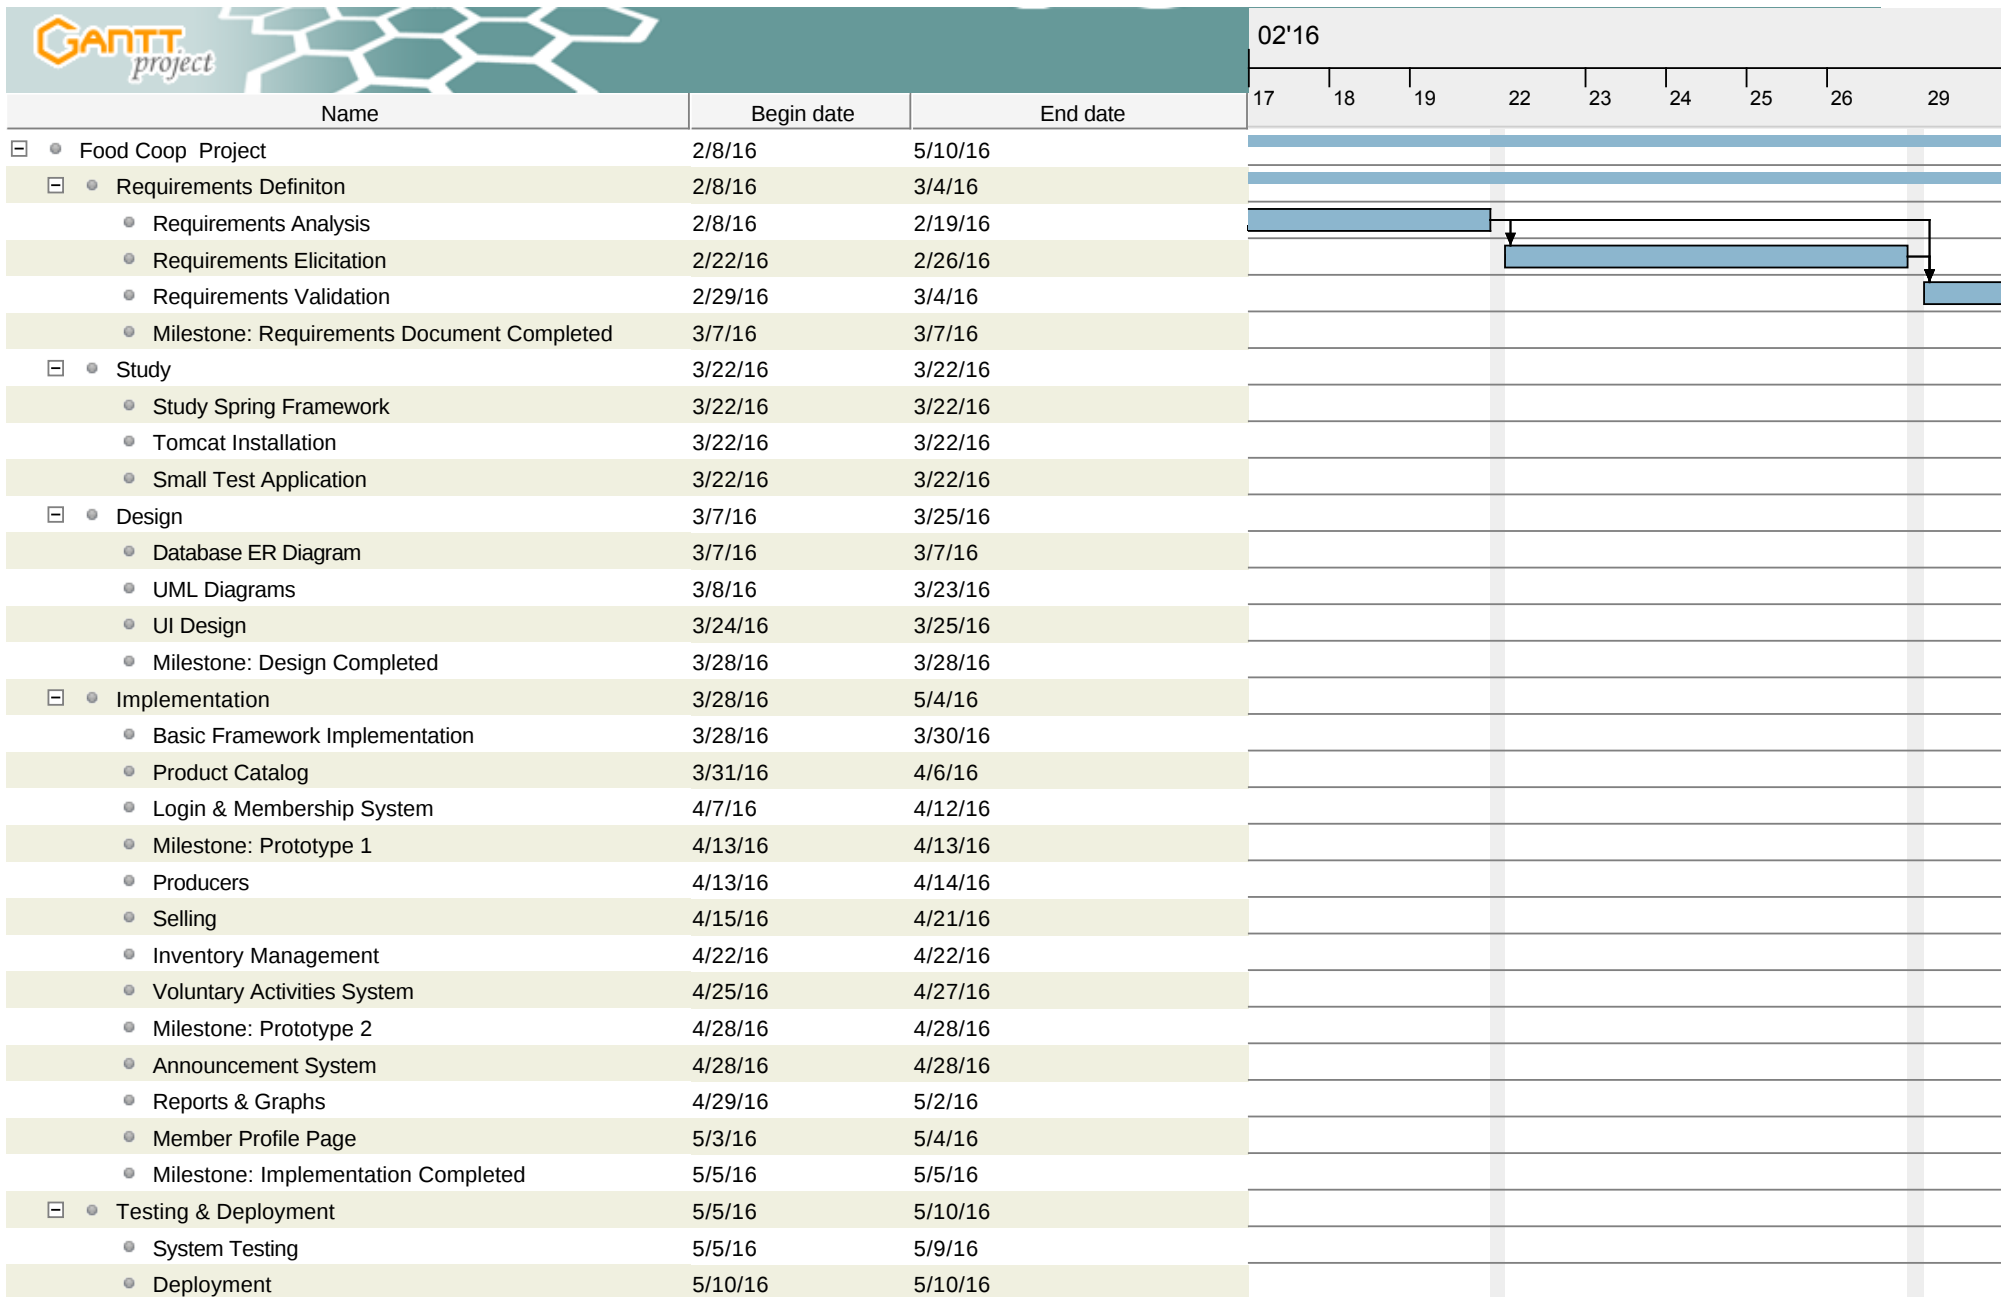 GANTT
project
02'16
17 18 19 22 23 24 25 26 29
Name Begin date End date
Food Coop Project 2/8/16 5/10/16
Requirements Definiton 2/8/16 3/4/16
Requirements Analysis 2/8/16 2/19/16
Requirements Elicitation 2/22/16 2/26/16
Requirements Validation 2/29/16 3/4/16
Milestone: Requirements Document Completed 3/7/16 3/7/16
Study 3/22/16 3/22/16
Study Spring Framework 3/22/16 3/22/16
Tomcat Installation 3/22/16 3/22/16
Small Test Application 3/22/16 3/22/16
Design 3/7/16 3/25/16
Database ER Diagram 3/7/16 3/7/16
UML Diagrams 3/8/16 3/23/16
UI Design 3/24/16 3/25/16
Milestone: Design Completed 3/28/16 3/28/16
Implementation 3/28/16 5/4/16
Basic Framework Implementation 3/28/16 3/30/16
Product Catalog 3/31/16 4/6/16
Login & Membership System 4/7/16 4/12/16
Milestone: Prototype 1 4/13/16 4/13/16
Producers 4/13/16 4/14/16
Selling 4/15/16 4/21/16
Inventory Management 4/22/16 4/22/16
Voluntary Activities System 4/25/16 4/27/16
Milestone: Prototype 2 4/28/16 4/28/16
Announcement System 4/28/16 4/28/16
Reports & Graphs 4/29/16 5/2/16
Member Profile Page 5/3/16 5/4/16
Milestone: Implementation Completed 5/5/16 5/5/16
Testing & Deployment 5/5/16 5/10/16
System Testing 5/5/16 5/9/16
Deployment 5/10/16 5/10/16